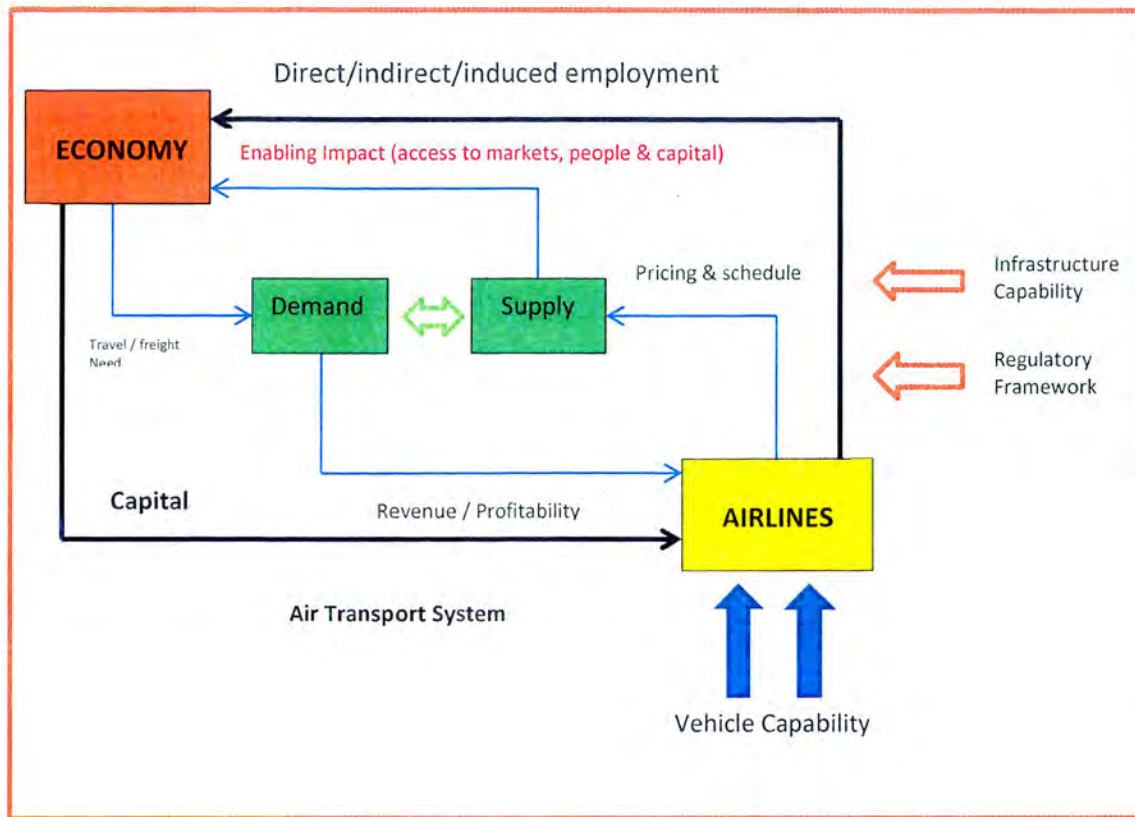 Direct/indirect/induced employment
ECONOMY
Enabling Impact (access to markets, people & capital)
Pricing & schedule
Infrastructure
Capability
Demand
Supply
Travel / freight
Need
Regulatory
Framework
Capital
Revenue / Profitability
AIRLINES
Air Transport System
Vehicle Capability